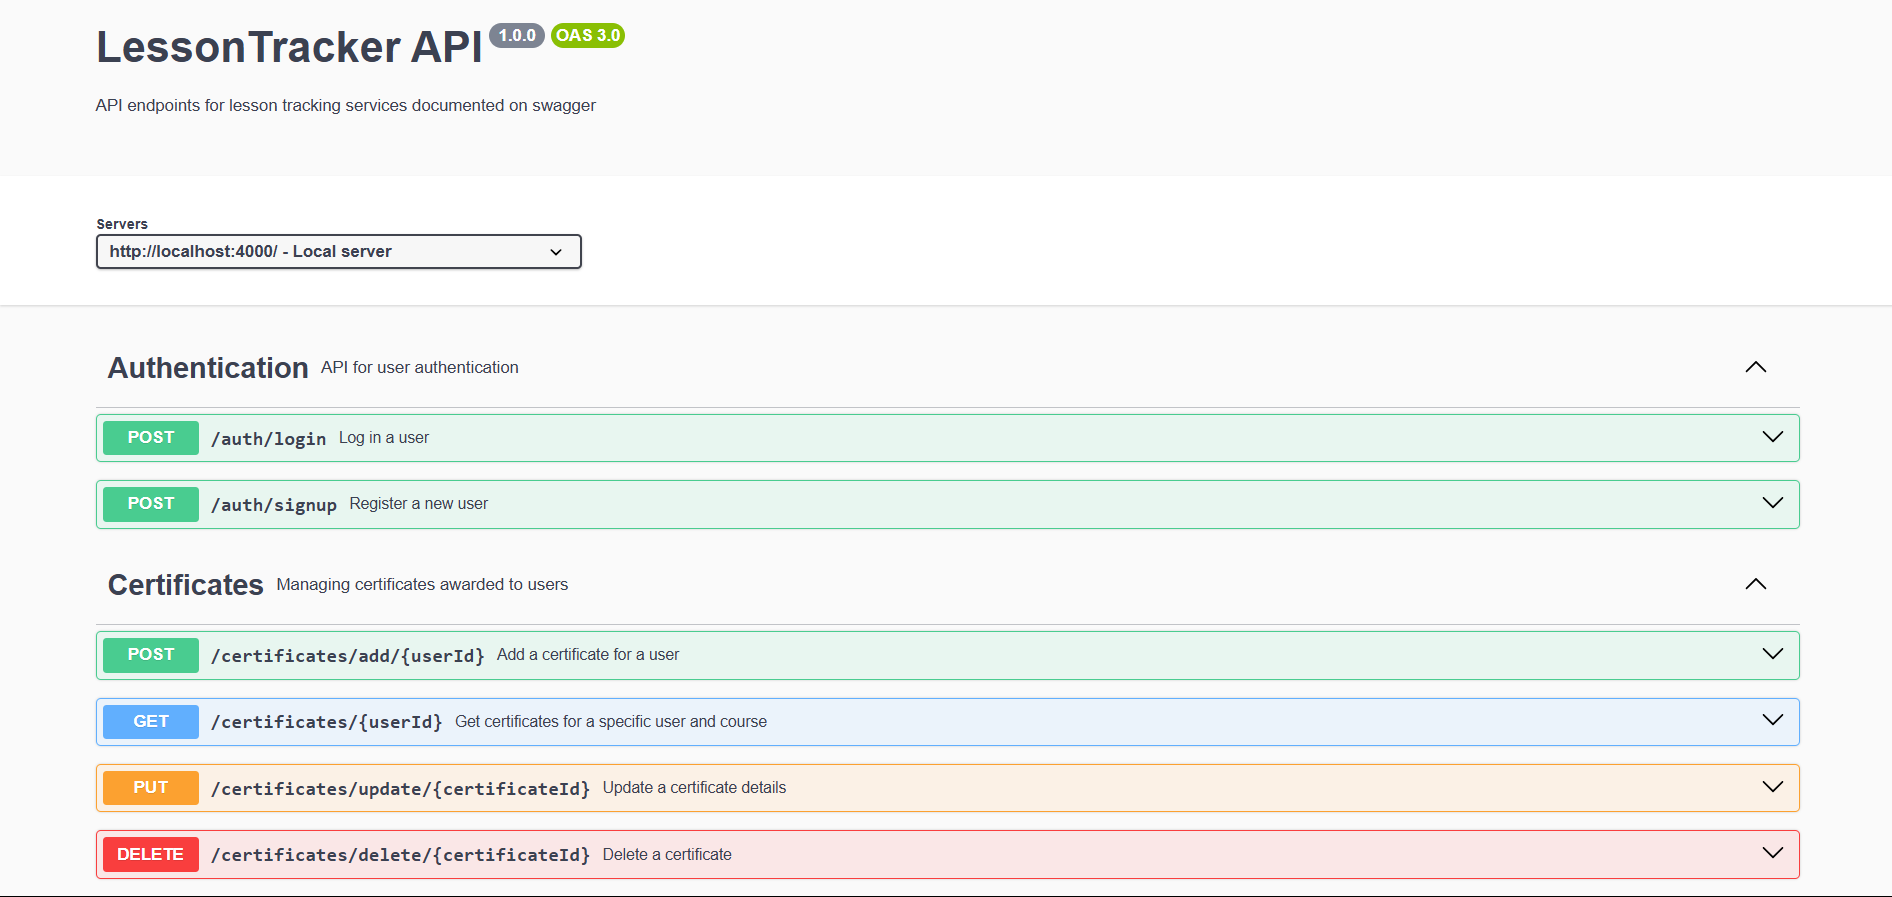 LessonTracker API 1.0.0 OAS 3.0
API endpoints for lesson tracking services documented on swagger
Servers
http://localhost:4000/ - Local server
Authentication API for user authentication
POST /auth/login Log in a user
POST /auth/signup Register a new user
Certificates Managing certificates awarded to users
POST /certificates/add/{userId} Add a certificate for a user
GET /certificates/{userId} Get certificates for a specific user and course
PUT /certificates/update/{certificateId} Update a certificate details
DELETE /certificates/delete/{certificateId} Delete a certificate